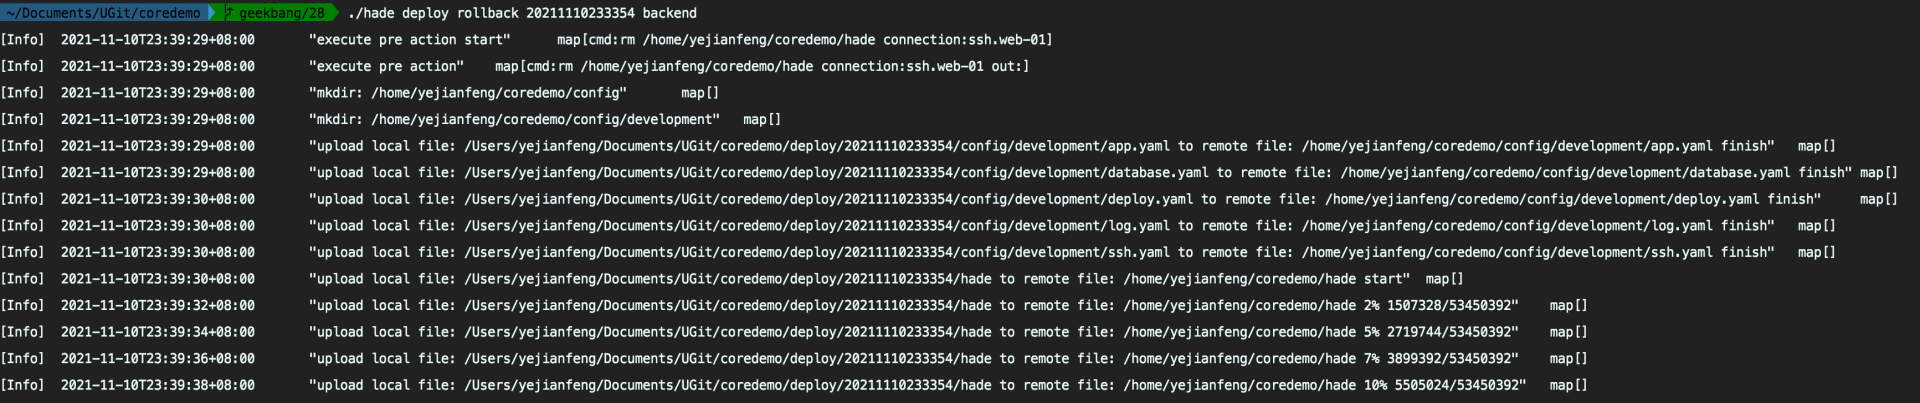 ~/Documents/UGit/coredemo geekbang/28 ./hade deploy rollback 20211110233354 backend
[Info] 2021-11-10T23:39:29+08:00 "execute pre action start" map[cmd:rm /home/yejianfeng/coredemo/hade connection:ssh.web-01]
[Info] 2021-11-10T23:39:29+08:00 "execute pre action" map[cmd:rm /home/yejianfeng/coredemo/hade connection:ssh.web-01 out:]
[Info] 2021-11-10T23:39:29+08:00 "mkdir: /home/yejianfeng/coredemo/config" map[]
[Info] 2021-11-10T23:39:29+08:00 "mkdir: /home/yejianfeng/coredemo/config/development" map[]
[Info] 2021-11-10T23:39:29+08:00 "upload local file: /Users/yejianfeng/Documents/UGit/coredemo/deploy/20211110233354/config/development/app.yaml to remote file: /home/yejianfeng/coredemo/config/development/app.yaml finish" map[]
[Info] 2021-11-10T23:39:29+08:00 "upload local file: /Users/yejianfeng/Documents/UGit/coredemo/deploy/20211110233354/config/development/database.yaml to remote file: /home/yejianfeng/coredemo/config/development/database.yaml finish" map[]
[Info] 2021-11-10T23:39:30+08:00 "upload local file: /Users/yejianfeng/Documents/UGit/coredemo/deploy/20211110233354/config/development/deploy.yaml to remote file: /home/yejianfeng/coredemo/config/development/deploy.yaml finish" map[]
[Info] 2021-11-10T23:39:30+08:00 "upload local file: /Users/yejianfeng/Documents/UGit/coredemo/deploy/20211110233354/config/development/log.yaml to remote file: /home/yejianfeng/coredemo/config/development/log.yaml finish" map[]
[Info] 2021-11-10T23:39:30+08:00 "upload local file: /Users/yejianfeng/Documents/UGit/coredemo/deploy/20211110233354/config/development/ssh.yaml to remote file: /home/yejianfeng/coredemo/config/development/ssh.yaml finish" map[]
[Info] 2021-11-10T23:39:30+08:00 "upload local file: /Users/yejianfeng/Documents/UGit/coredemo/deploy/20211110233354/hade to remote file: /home/yejianfeng/coredemo/hade start" map[]
[Info] 2021-11-10T23:39:32+08:00 "upload local file: /Users/yejianfeng/Documents/UGit/coredemo/deploy/20211110233354/hade to remote file: /home/yejianfeng/coredemo/hade 2% 1507328/53450392" map[]
[Info] 2021-11-10T23:39:34+08:00 "upload local file: /Users/yejianfeng/Documents/UGit/coredemo/deploy/20211110233354/hade to remote file: /home/yejianfeng/coredemo/hade 5% 2719744/53450392" map[]
[Info] 2021-11-10T23:39:36+08:00 "upload local file: /Users/yejianfeng/Documents/UGit/coredemo/deploy/20211110233354/hade to remote file: /home/yejianfeng/coredemo/hade 7% 3899392/53450392" map[]
[Info] 2021-11-10T23:39:38+08:00 "upload local file: /Users/yejianfeng/Documents/UGit/coredemo/deploy/20211110233354/hade to remote file: /home/yejianfeng/coredemo/hade 10% 5505024/53450392" map[]